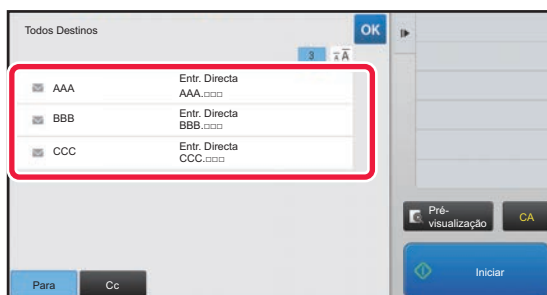 Todos Destinos
OK
3
A A
AAA
Entr. Directa
AAA.□□□
BBB
Entr. Directa
BBB.□□□
CCC
Entr. Directa
CCC.□□□
Pré-
visualização
CA
Para
Cc
Iniciar